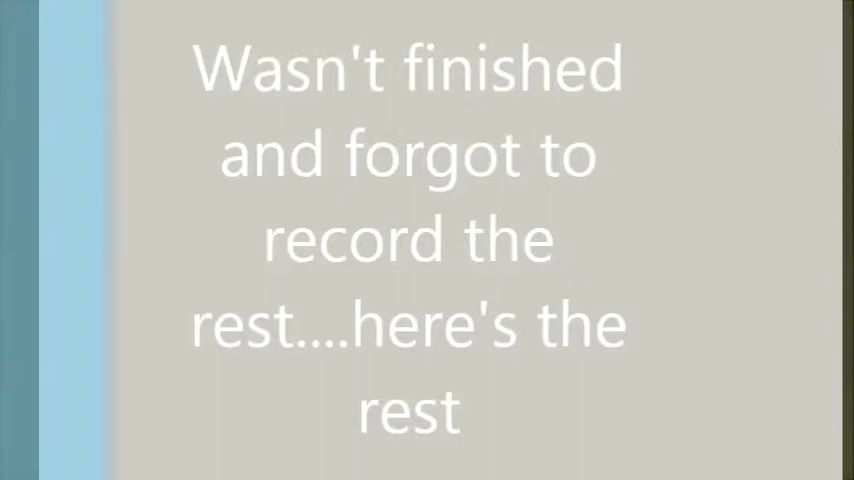 Wasn't finished
and forgot to
record the
rest....here's the
rest